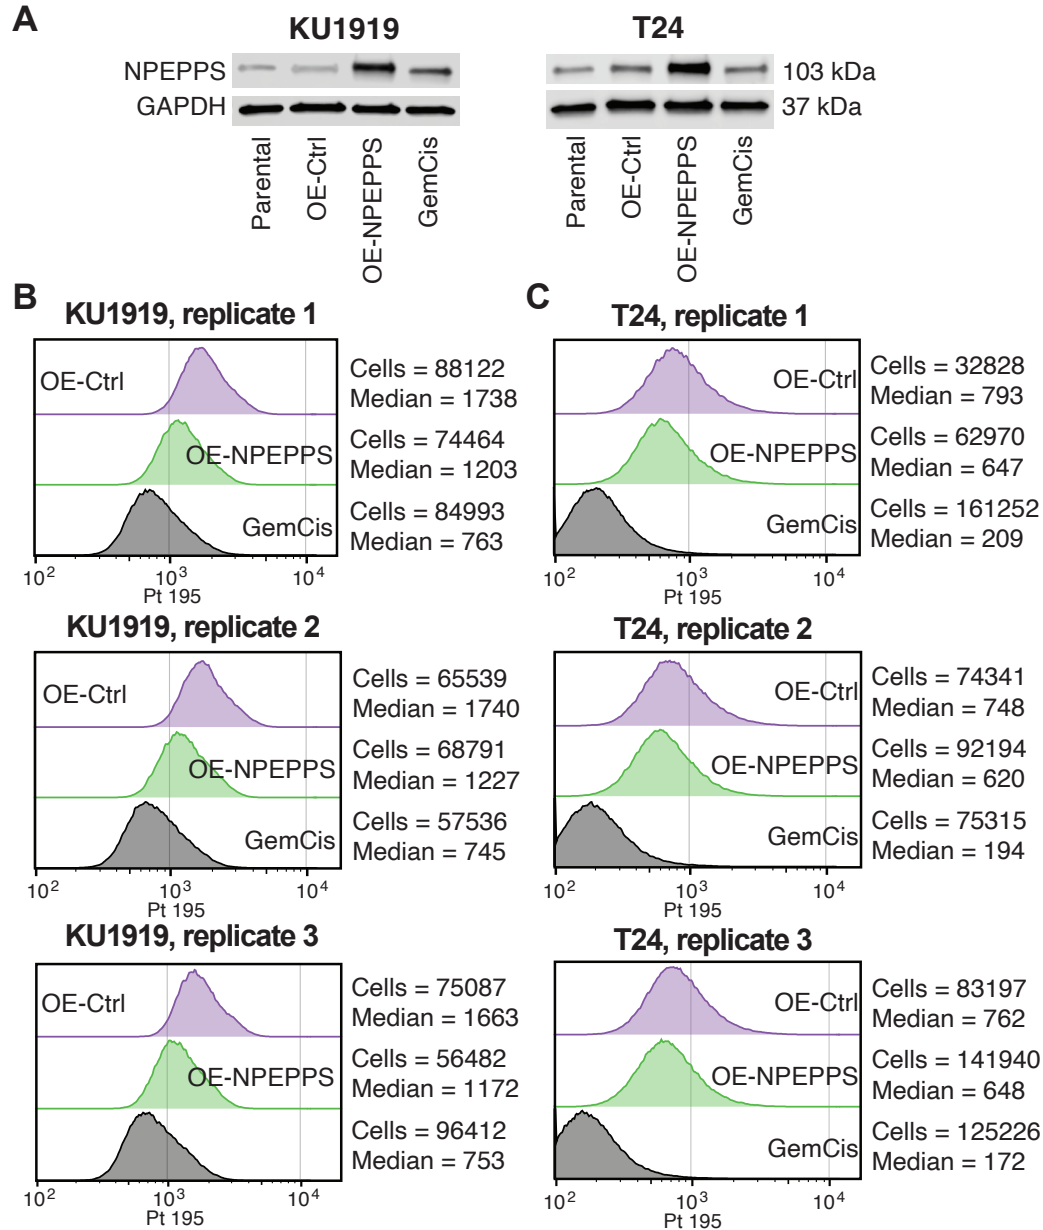 A
KU1919
T24
NPEPPS
103 kDa
GAPDH
37 kDa
Parental
OE-Ctrl
OE-NPEPPS
GemCis
Parental
OE-Ctrl
OE-NPEPPS
GemCis
B
KU1919, replicate 1
OE-Ctrl
Cells = 88122
Median = 1738
OE-NPEPPS
Cells = 74464
Median = 1203
GemCis
Cells = 84993
Median = 763
10² 10³ 10⁴
Pt 195
KU1919, replicate 2
OE-Ctrl
Cells = 65539
Median = 1740
OE-NPEPPS
Cells = 68791
Median = 1227
GemCis
Cells = 57536
Median = 745
10² 10³ 10⁴
Pt 195
KU1919, replicate 3
OE-Ctrl
Cells = 75087
Median = 1663
OE-NPEPPS
Cells = 56482
Median = 1172
Cells = 96412
Median = 753
10² 10³ 10⁴
Pt 195
C
T24, replicate 1
OE-Ctrl
Cells = 32828
Median = 793
OE-NPEPPS
Cells = 62970
Median = 647
GemCis
Cells = 161252
Median = 209
10² 10³ 10⁴
Pt 195
T24, replicate 2
OE-Ctrl
Cells = 74341
Median = 748
OE-NPEPPS
Cells = 92194
Median = 620
GemCis
Cells = 75315
Median = 194
10² 10³ 10⁴
Pt 195
T24, replicate 3
OE-Ctrl
Cells = 83197
Median = 762
OE-NPEPPS
Cells = 141940
Median = 648
GemCis
Cells = 125226
Median = 172
10² 10³ 10⁴
Pt 195